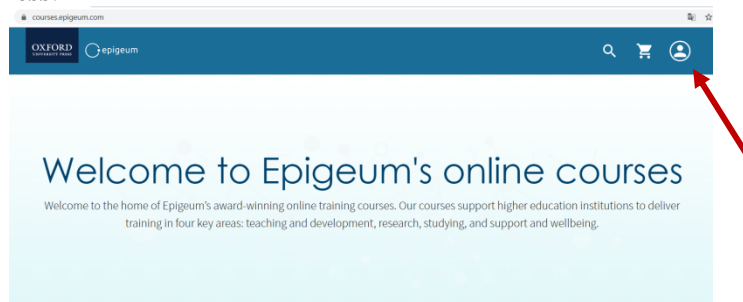 courses.epigeum.com
OXFORD
UNIVERSITY PRESS
epigeum
Welcome to Epigeum's online courses
Welcome to the home of Epigeum's award-winning online training courses. Our courses support higher education institutions to deliver
training in four key areas: teaching and development, research, studying, and support and wellbeing.